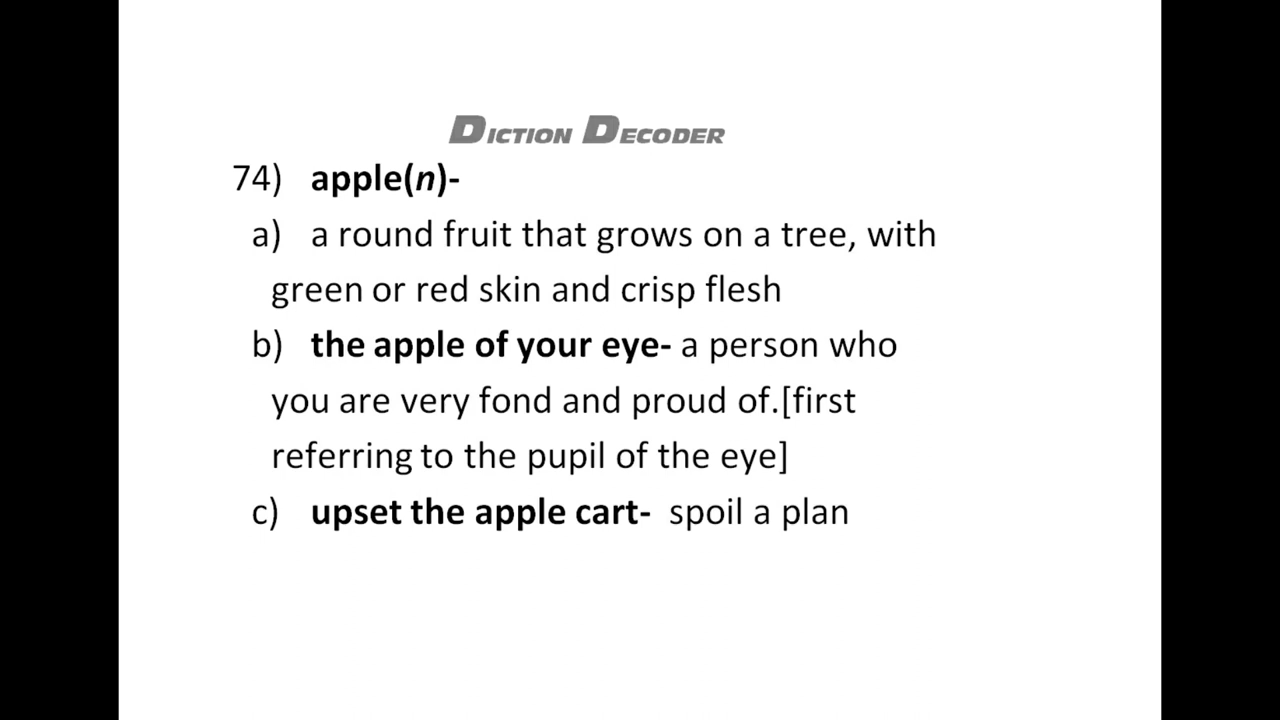 DICTION DECODER
74) apple(n)-
a) a round fruit that grows on a tree, with
green or red skin and crisp flesh
b) the apple of your eye- a person who
you are very fond and proud of.[first
referring to the pupil of the eye]
c) upset the apple cart- spoil a plan